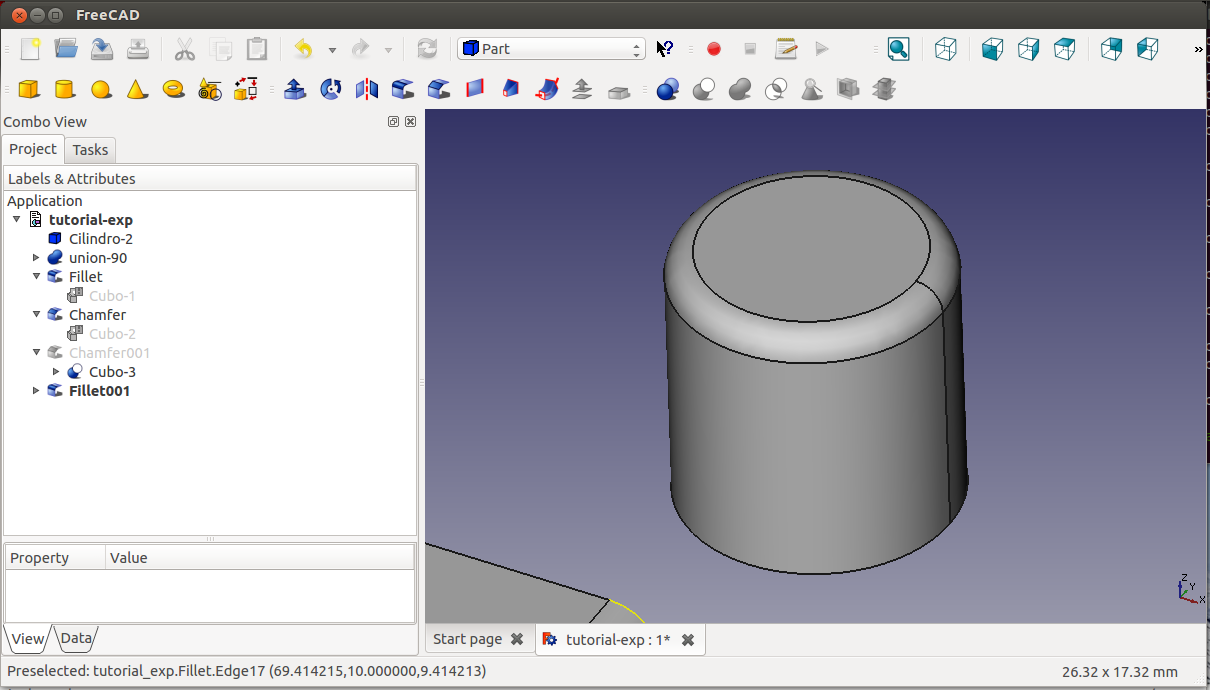 FreeCAD
Part
»
Combo View
Project
Tasks
Labels & Attributes
Application
tutorial-exp
Cilindro-2
union-90
Fillet
Cubo-1
Chamfer
Cubo-2
Chamfer001
Cubo-3
Fillet001
Property Value
View Data
Z
Y
X
Start page
tutorial-exp : 1*
Preselected: tutorial_exp.Fillet.Edge17 (69.414215,10.000000,9.414213)
26.32 x 17.32 mm